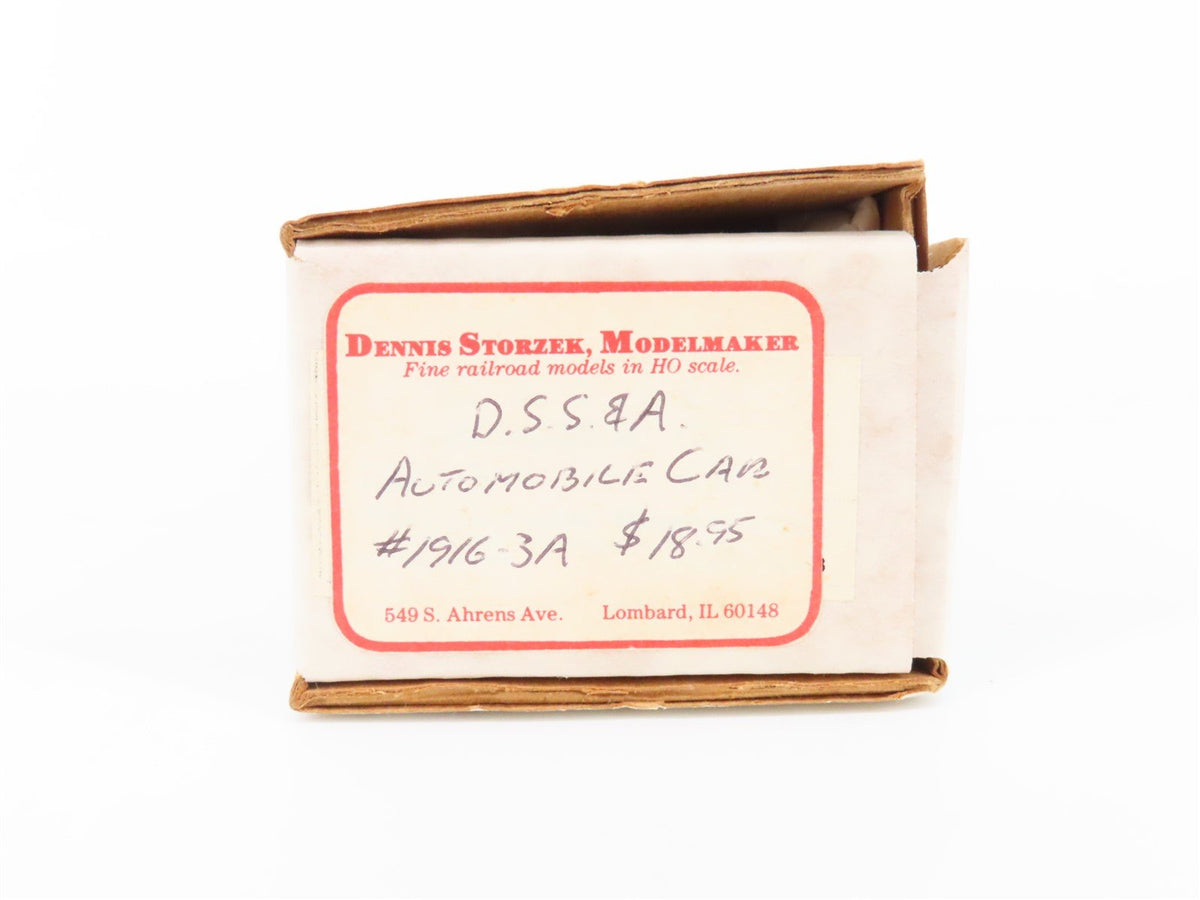 DENNIS STORZEK, MODELMAKER
Fine railroad models in HO scale.
D.S.S.&A.
AUTOMOBILE CAR
#1916-3A $18.95
549 S. Ahrens Ave. Lombard, IL 60148